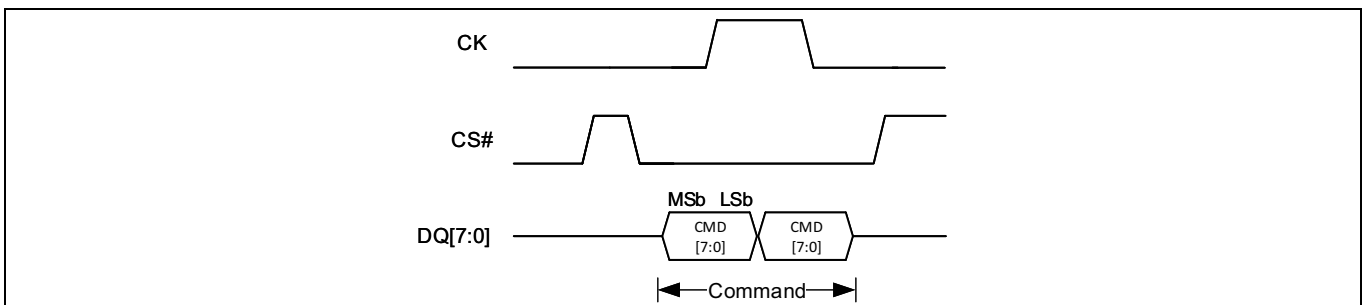 CK
CS#
MSb LSb
DQ[7:0]
CMD CMD
[7:0] [7:0]
Command